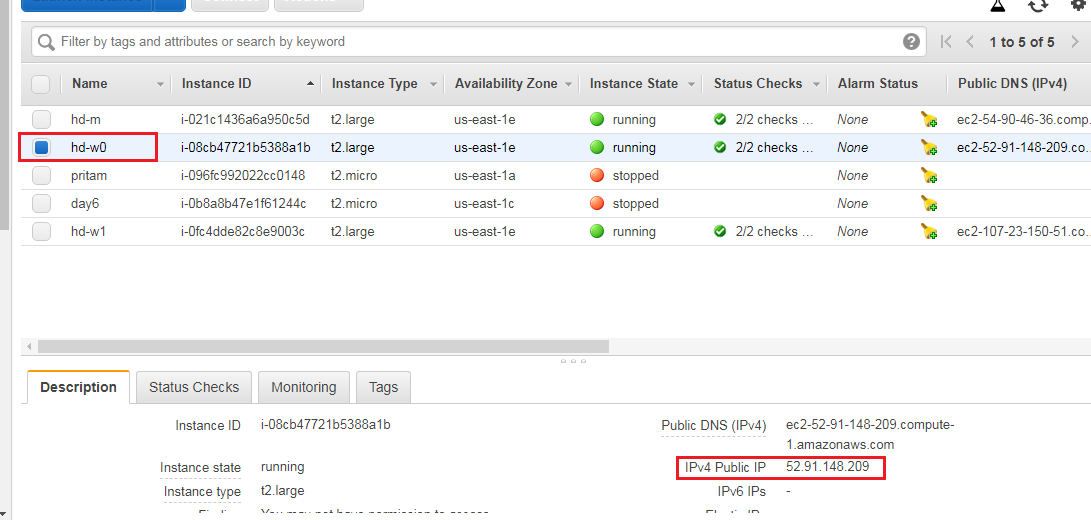 Filter by tags and attributes or search by keyword 1 to 5 of 5
Name Instance ID Instance Type Availability Zone Instance State Status Checks Alarm Status Public DNS (IPv4)
hd-m i-021c1436a6a950c5d t2.large us-east-1e running 2/2 checks ... None ec2-54-90-46-36.comp...
hd-w0 i-08cb47721b5388a1b t2.large us-east-1e running 2/2 checks ... None ec2-52-91-148-209.co...
pritam i-096fc992022cc0148 t2.micro us-east-1a stopped None
day6 i-0b8a8b47e1f61244c t2.micro us-east-1c stopped None
hd-w1 i-0fc4dde82c8e9003c t2.large us-east-1e running 2/2 checks ... None ec2-107-23-150-51.co...
Description Status Checks Monitoring Tags
Instance ID i-08cb47721b5388a1b Public DNS (IPv4) ec2-52-91-148-209.compute-
1.amazonaws.com
Instance state running IPv4 Public IP 52.91.148.209
Instance type t2.large IPv6 IPs -